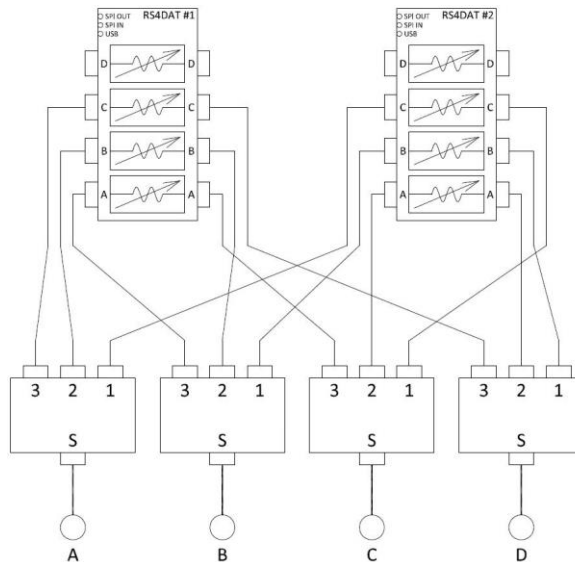 SPI OUT RS4DAT #1
SPI IN
USB
D D
C C
B B
A A
SPI OUT RS4DAT #2
SPI IN
USB
D D
C C
B B
A A
3 2 1
S
A
3 2 1
S
B
3 2 1
S
C
3 2 1
S
D